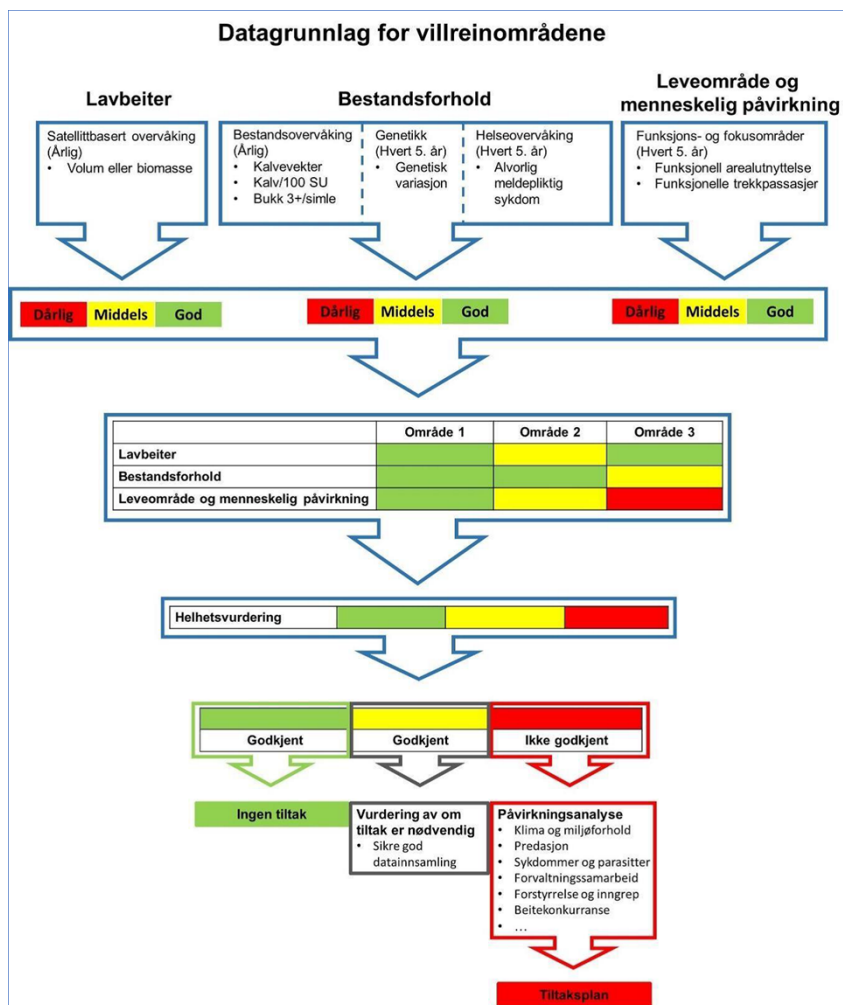 Datagrunnlag for villreinområdene
Lavbeiter
Bestandsforhold
Leveområde og
menneskelig påvirkning
Satellittbasert overvåking
(Årlig)
• Volum eller biomasse
Bestandsovervåking
(Årlig)
• Kalvevekter
• Kalv/100 SU
• Bukk 3+/simle
Genetikk
(Hvert 5. år)
• Genetisk
variasjon
Helseovervåking
(Hvert 5. år)
• Alvorlig
meldepliktig
sykdom
Funksjons- og fokusområder
(Hvert 5. år)
• Funksjonell arealutnyttelse
• Funksjonelle trekkpassasjer
Dårlig Middels God
Dårlig Middels God
Dårlig Middels God
Område 1 Område 2 Område 3
Lavbeiter
Bestandsforhold
Leveområde og menneskelig påvirkning
Helhetsvurdering
Godkjent
Godkjent
Ikke godkjent
Ingen tiltak
Vurdering av om
tiltak er nødvendig
• Sikre god
datainnsamling
Påvirkningsanalyse
• Klima og miljøforhold
• Predasjon
• Sykdommer og parasitter
• Forvaltningssamarbeid
• Forstyrrelse og inngrep
• Beitekonkurranse
• ...
Tiltaksplan